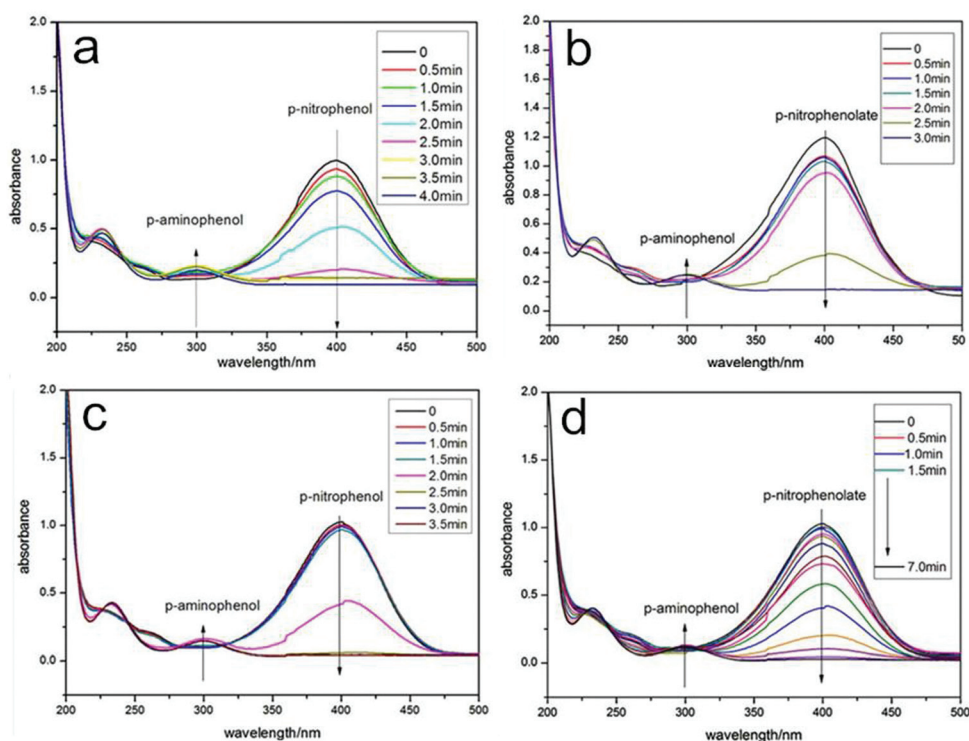 a
2.0
1.5
1.0
0.5
0.0
absorbance
200 250 300 350 400 450 500
wavelength/nm
p-nitrophenol
p-aminophenol
0
0.5min
1.0min
1.5min
2.0min
2.5min
3.0min
3.5min
4.0min
b
2.0
1.8
1.6
1.4
1.2
1.0
0.8
0.6
0.4
0.2
0.0
absorbance
200 250 300 350 400 450 50
wavelength/nm
p-nitrophenolate
p-aminophenol
0
0.5min
1.0min
1.5min
2.0min
2.5min
3.0min
c
2.0
1.5
1.0
0.5
0.0
absorbance
200 250 300 350 400 450 500
wavelength/nm
p-nitrophenol
p-aminophenol
0
0.5min
1.0min
1.5min
2.0min
2.5min
3.0min
3.5min
d
2.0
1.5
1.0
0.5
0.0
absorbance
200 250 300 350 400 450 500
wavelength/nm
p-nitrophenolate
p-aminophenol
0
0.5min
1.0min
1.5min
7.0min